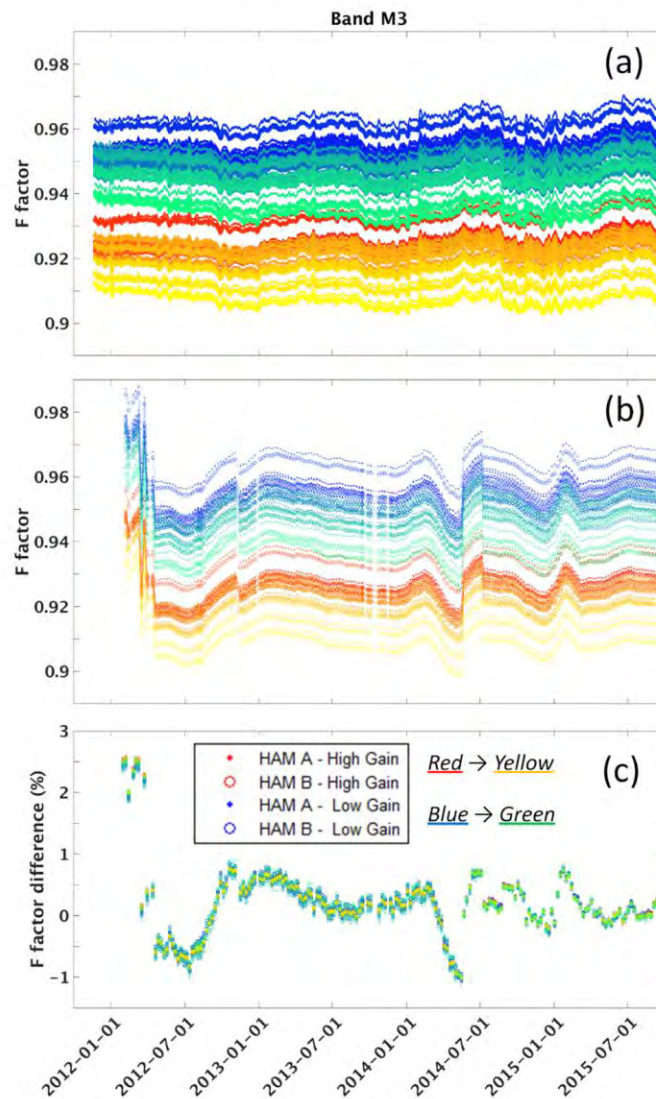 Band M3
(a)
0.98
0.96
0.94
0.92
0.9
F factor
(b)
0.98
0.96
0.94
0.92
0.9
F factor
(c)
3
2
1
0
-1
F factor difference (%)
HAM A - High Gain
HAM B - High Gain
HAM A - Low Gain
HAM B - Low Gain
Red → Yellow
Blue → Green
2012-01-01
2012-07-01
2013-01-01
2013-07-01
2014-01-01
2014-07-01
2015-01-01
2015-07-01